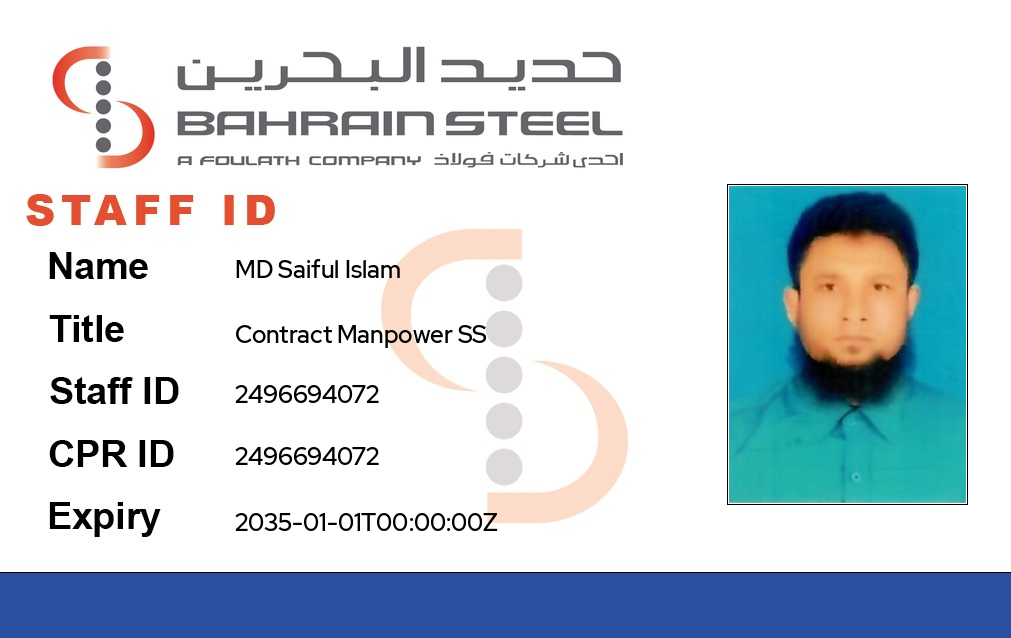 حديد البحرين
BAHRAIN STEEL
A FOULATH COMPANY احدى شركات فولاذ
STAFF ID
Name MD Saiful Islam
Title Contract Manpower SS
Staff ID 2496694072
CPR ID 2496694072
Expiry 2035-01-01T00:00:00Z